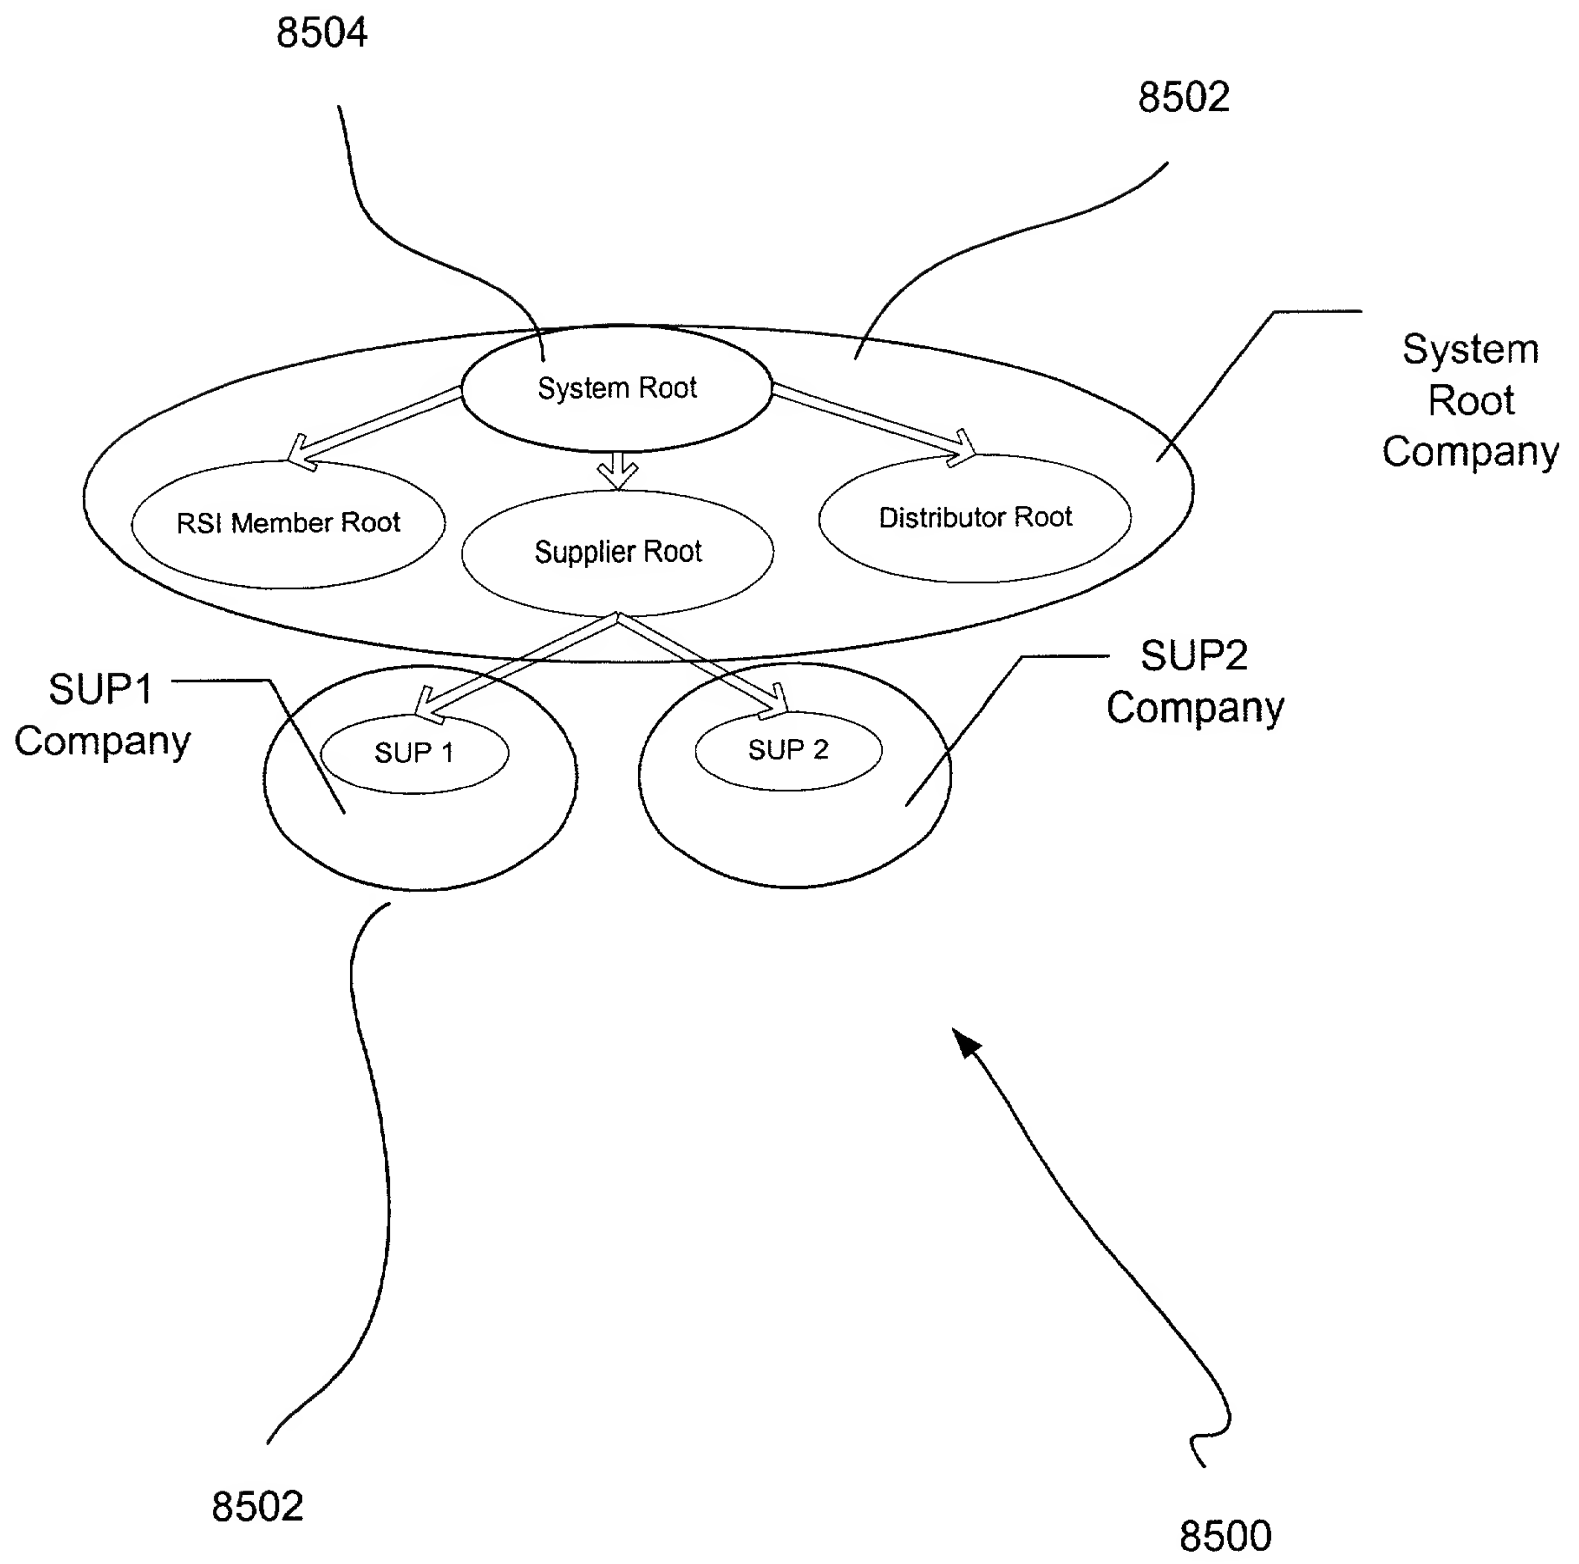 8504
8502
System
Root
Company
System Root
RSI Member Root
Supplier Root
Distributor Root
SUP1
Company
SUP2
Company
SUP 1
SUP 2
8502
8500